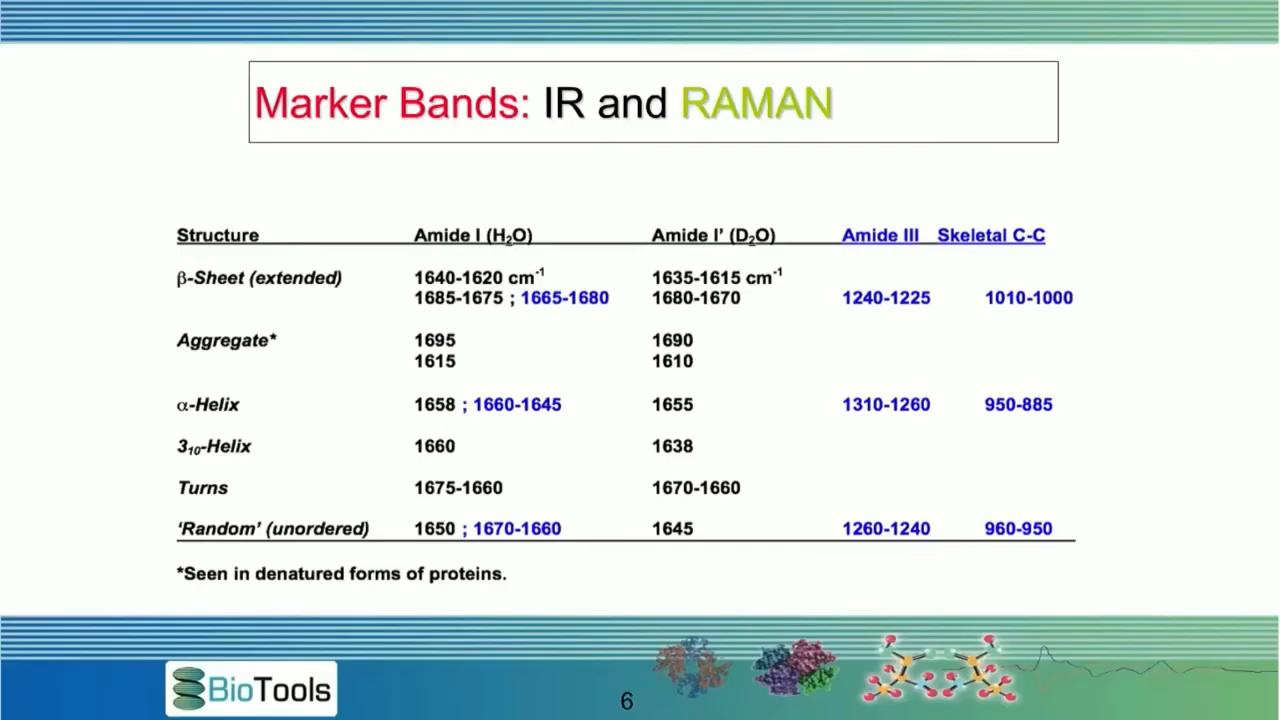 Marker Bands: IR and RAMAN
Structure Amide I (H₂O) Amide I’ (D₂O) Amide III Skeletal C-C
β-Sheet (extended) 1640-1620 cm⁻¹ 1635-1615 cm⁻¹
1685-1675 ; 1665-1680 1680-1670 1240-1225 1010-1000
Aggregate* 1695 1690
1615 1610
α-Helix 1658 ; 1660-1645 1655 1310-1260 950-885
3₁₀-Helix 1660 1638
Turns 1675-1660 1670-1660
‘Random’ (unordered) 1650 ; 1670-1660 1645 1260-1240 960-950
*Seen in denatured forms of proteins.
BioTools
6